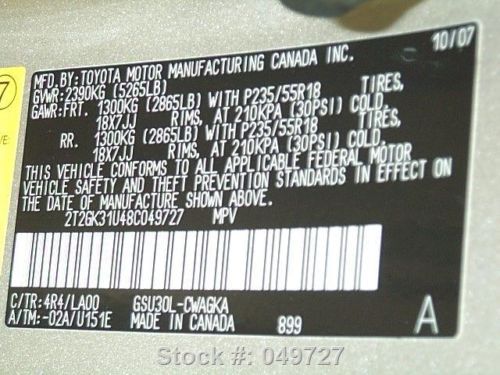 10/07
MFD.BY:TOYOTA MOTOR MANUFACTURING CANADA INC.
GVWR:2390KG (5265LB)
GAWR:FRT. 1300KG (2865LB) WITH P235/55R18 TIRES,
18X7JJ RIMS, AT 210KPA (30PSI) COLD,
RR. 1300KG (2865LB) WITH P235/55R18 TIRES,
18X7JJ RIMS, AT 210KPA (30PSI) COLD.
THIS VEHICLE CONFORMS TO ALL APPLICABLE FEDERAL MOTOR
VEHICLE SAFETY AND THEFT PREVENTION STANDARDS IN EFFECT ON
THE DATE OF MANUFACTURE SHOWN ABOVE.
2T2GK31U48C049727 MPV
C/TR:4R4/LA00 GSU30L-CWAGKA
A/TM:-02A/U151E MADE IN CANADA 899 A
7
Stock #: 049727